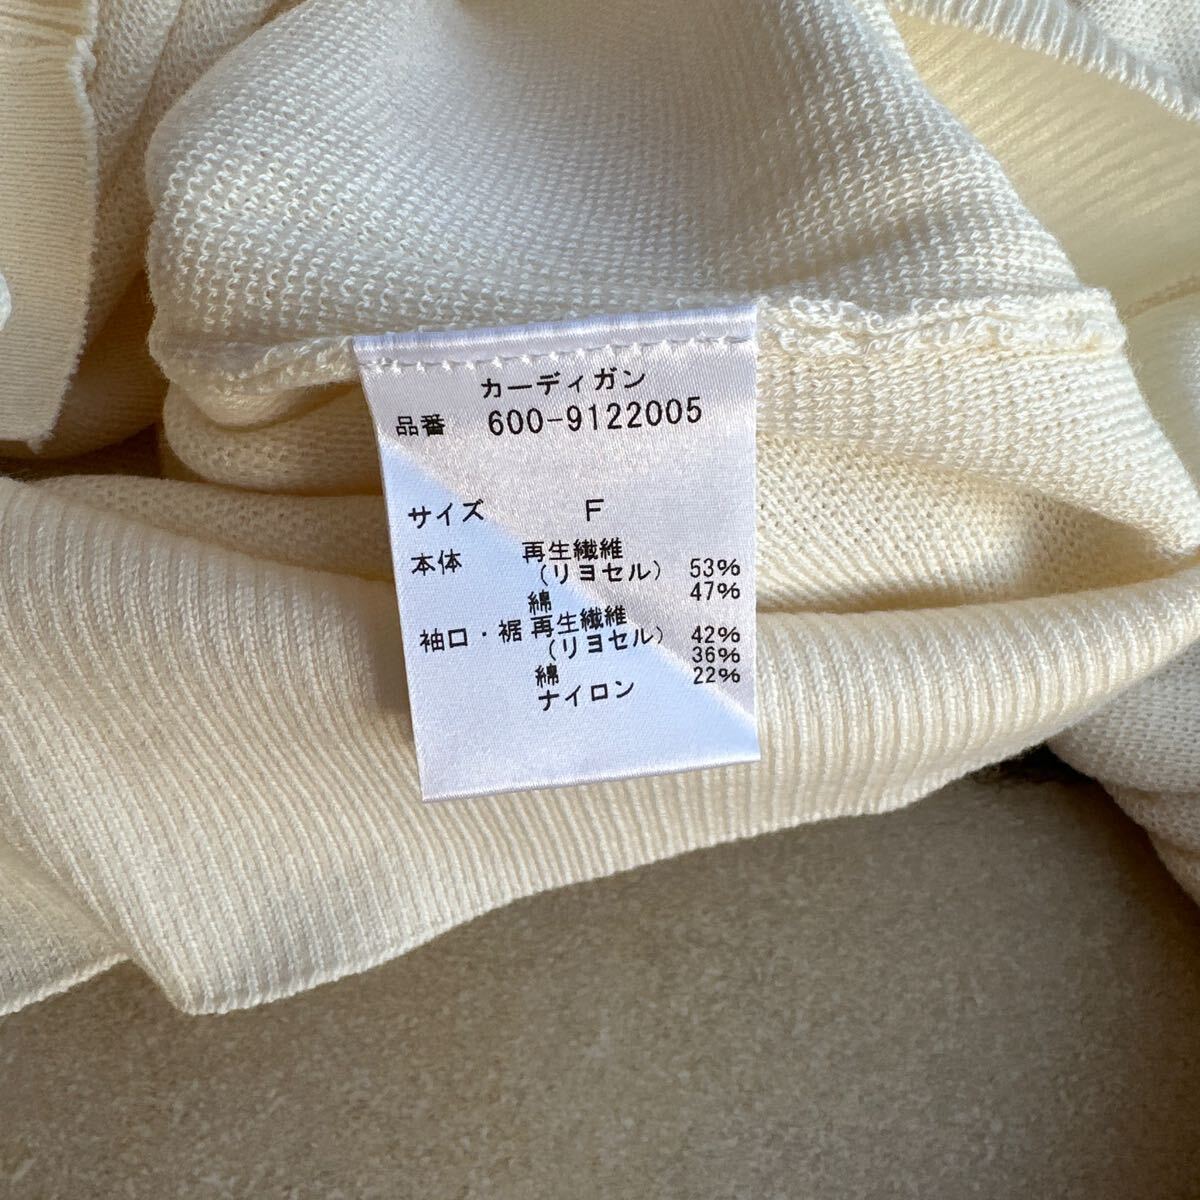 カーディガン
品番 600-9122005
サイズ F
本体 再生繊維
(リヨセル) 53%
綿 47%
袖口・裾 再生繊維
(リヨセル) 42%
綿 36%
ナイロン 22%